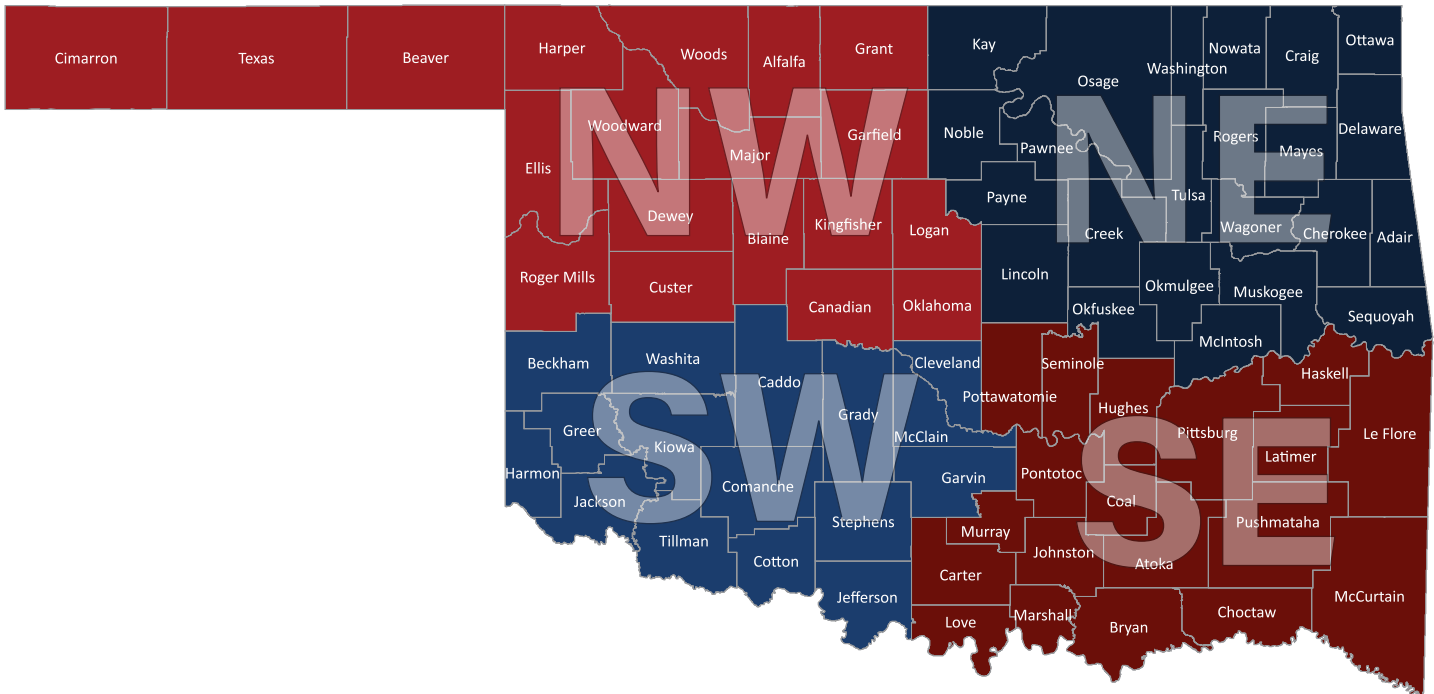 Cimarron
Texas
Beaver
Harper
Woods
Alfalfa
Grant
Kay
Osage
Washington
Nowata
Craig
Ottawa
NW
NE
Woodward
Ellis
Major
Garfield
Noble
Pawnee
Rogers
Mayes
Delaware
Dewey
Blaine
Kingfisher
Logan
Payne
Creek
Tulsa
Wagoner
Cherokee
Adair
Roger Mills
Custer
Canadian
Oklahoma
Lincoln
Okfuskee
Okmulgee
Muskogee
McIntosh
Sequoyah
Beckham
Washita
Caddo
Cleveland
Pottawatomie
Seminole
Hughes
Haskell
SW
SE
Greer
Kiowa
Grady
McClain
Pittsburg
Le Flore
Harmon
Jackson
Comanche
Garvin
Pontotoc
Coal
Latimer
Stephens
Tillman
Cotton
Murray
Johnston
Atoka
Pushmataha
Jefferson
Carter
Love
Marshall
Bryan
Choctaw
McCurtain